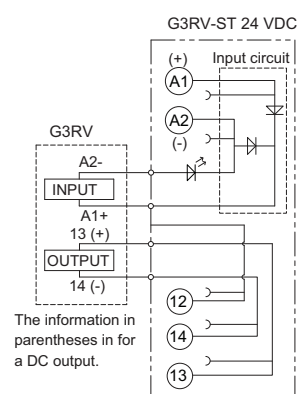 G3RV-ST 24 VDC
(+)
Input circuit
A1
A2
(-)
G3RV
A2-
INPUT
A1+
13 (+)
OUTPUT
14 (-)
12
14
13
The information in
parentheses in for
a DC output.